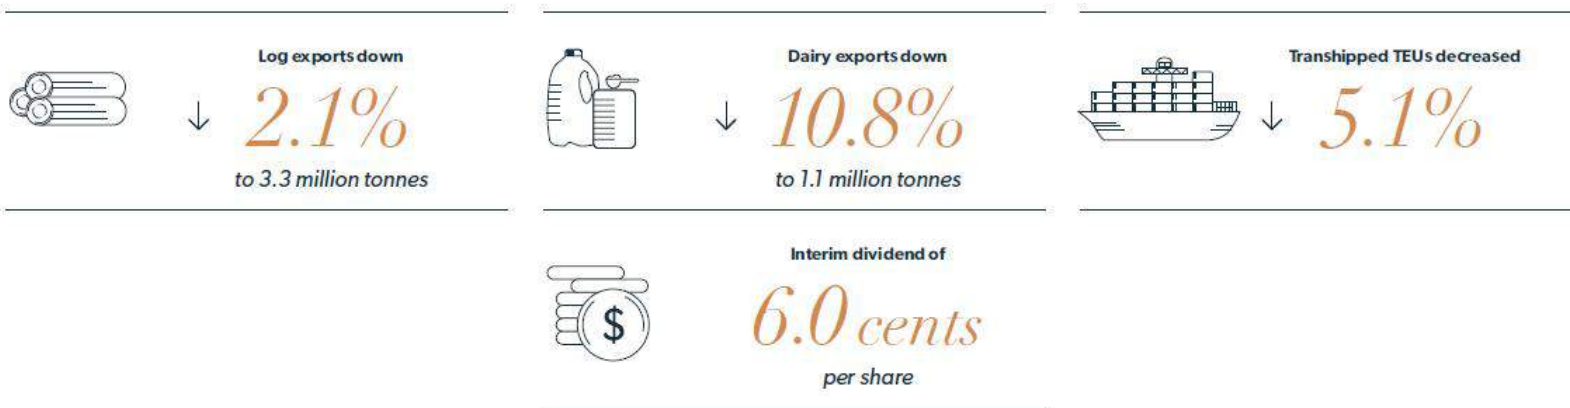 Log exports down
2.1%
to 3.3 million tonnes
Dairy exports down
10.8%
to 1.1 million tonnes
Transhipped TEUs decreased
5.1%
Interim dividend of
$
6.0 cents
per share